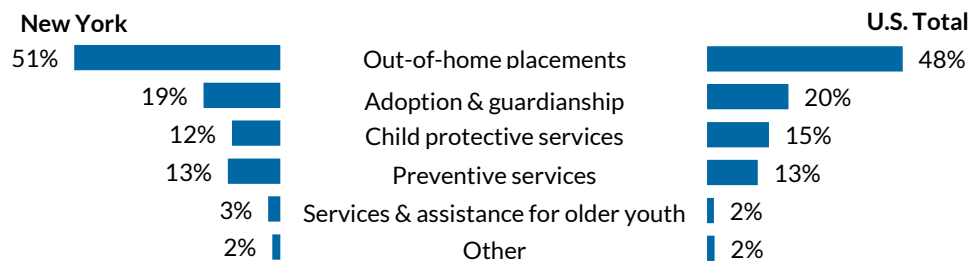 New York U.S. Total
51% Out-of-home placements 48%
19% Adoption & guardianship 20%
12% Child protective services 15%
13% Preventive services 13%
3% Services & assistance for older youth 2%
2% Other 2%